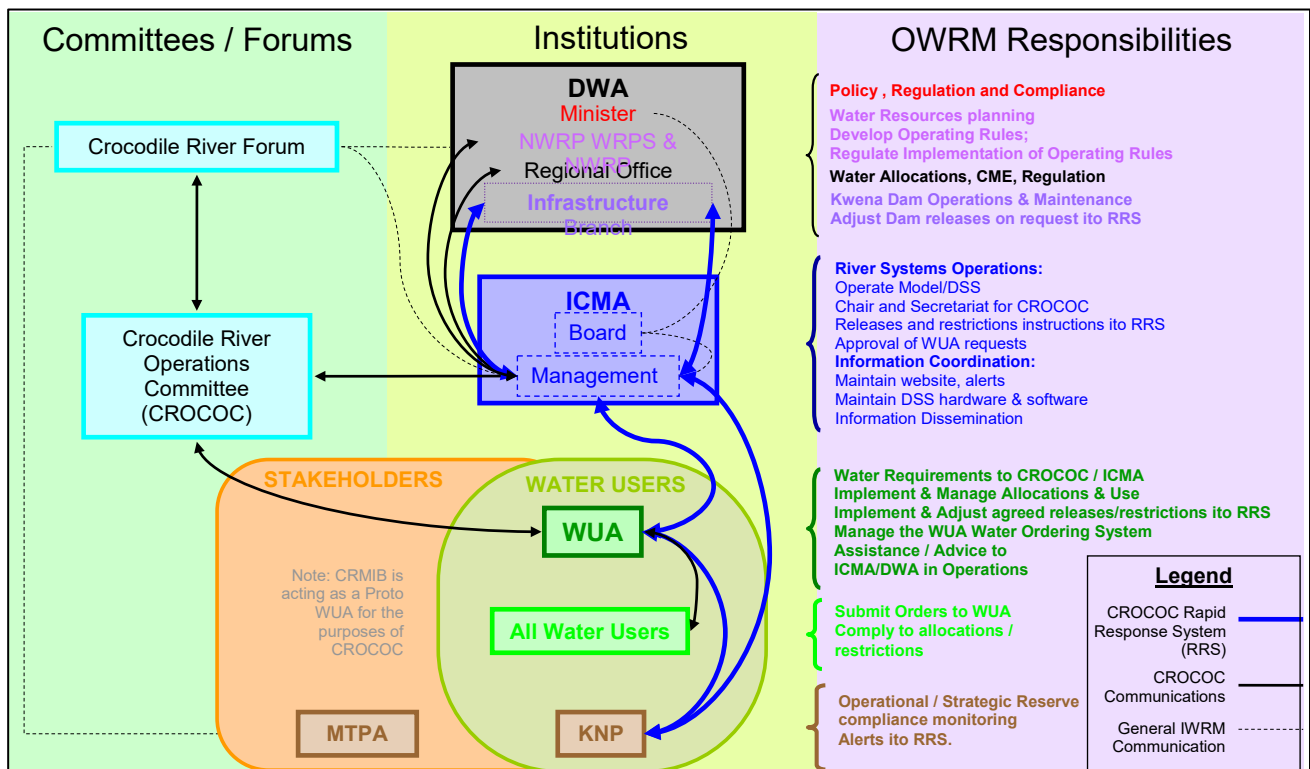 Committees / Forums
Institutions
OWRM Responsibilities
Crocodile River Forum
Crocodile River
Operations
Committee
(CROCOC)
DWA
Minister
NWRP WRPS &
NWRP
Regional Office
Infrastructure
Branch
ICMA
Board
Management
STAKEHOLDERS
WATER USERS
WUA
Note: CRMIB is
acting as a Proto
WUA for the
purposes of
CROCOC
All Water Users
MTPA
KNP
Policy , Regulation and Compliance
Water Resources planning
Develop Operating Rules;
Regulate Implementation of Operating Rules
Water Allocations, CME, Regulation
Kwena Dam Operations & Maintenance
Adjust Dam releases on request ito RRS
River Systems Operations:
Operate Model/DSS
Chair and Secretariat for CROCOC
Releases and restrictions instructions ito RRS
Approval of WUA requests
Information Coordination:
Maintain website, alerts
Maintain DSS hardware & software
Information Dissemination
Water Requirements to CROCOC / ICMA
Implement & Manage Allocations & Use
Implement & Adjust agreed releases/restrictions ito RRS
Manage the WUA Water Ordering System
Assistance / Advice to
ICMA/DWA in Operations
Submit Orders to WUA
Comply to allocations /
restrictions
Operational / Strategic Reserve
compliance monitoring
Alerts ito RRS.
Legend
CROCOC Rapid
Response System
(RRS)
CROCOC
Communications
General IWRM
Communication